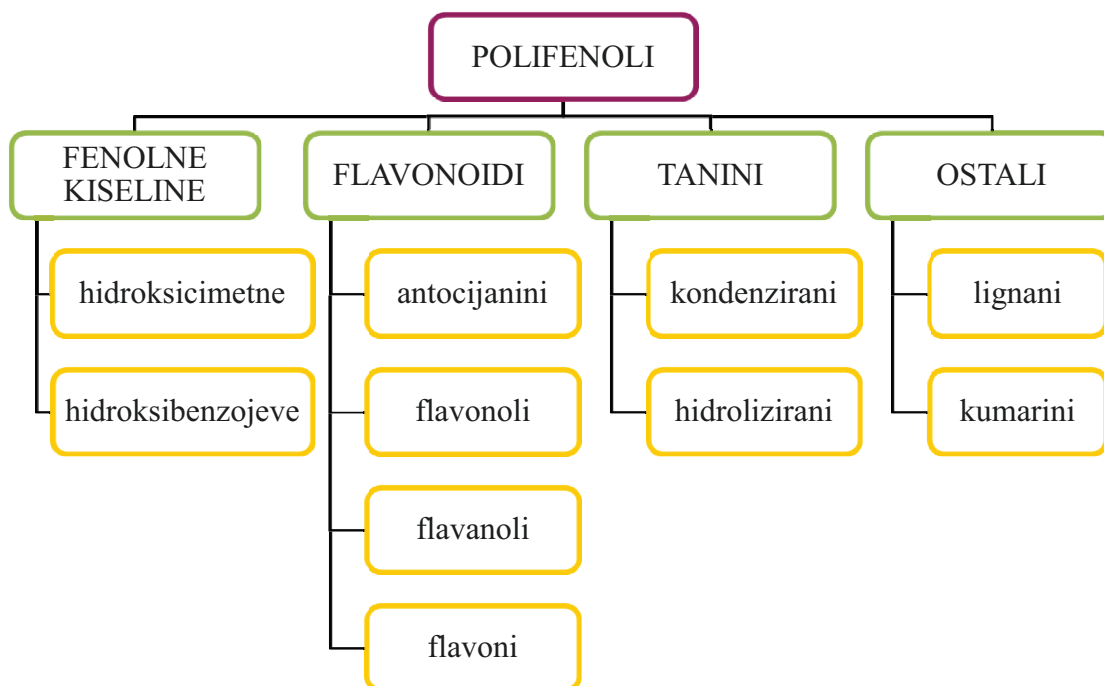 POLIFENOLI
FENOLNE
KISELINE
FLAVONOIDI
TANINI
OSTALI
hidroksicimetne
antocijanini
kondenzirani
lignani
hidroksibenzojeve
flavonoli
hidrolizirani
kumarini
flavanoli
flavoni